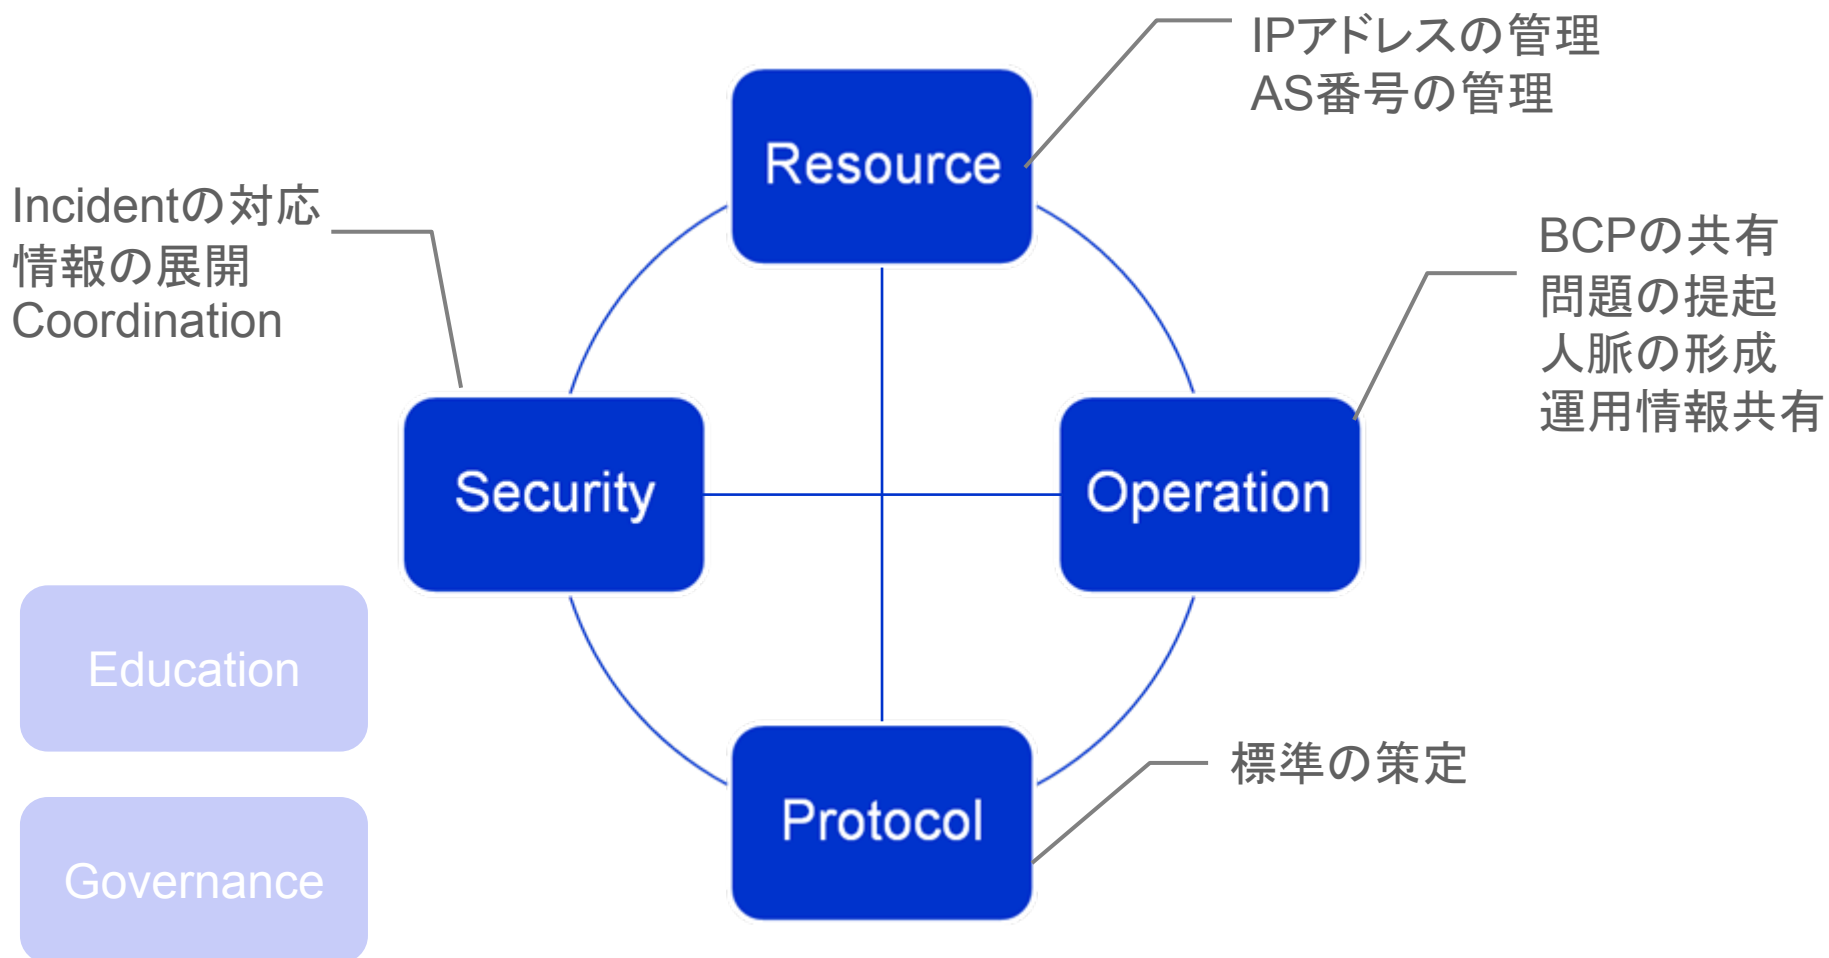 IPアドレスの管理
AS番号の管理
Resource
Incidentの対応
情報の展開
Coordination
BCPの共有
問題の提起
人脈の形成
運用情報共有
Security
Operation
Education
Protocol
標準の策定
Governance